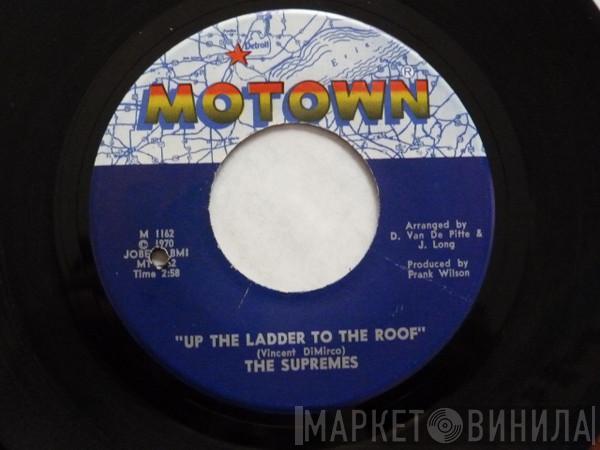 Detroit
Erie
MOTOWN®
M 1162
© 1970
BMI
Time 2:58
Arranged by
D. Van De Pitte &
J. Long
Produced by
Frank Wilson
"UP THE LADDER TO THE ROOF"
(Vincent DiMirco)
THE SUPREMES
МАРКЕТ ВИНИЛА